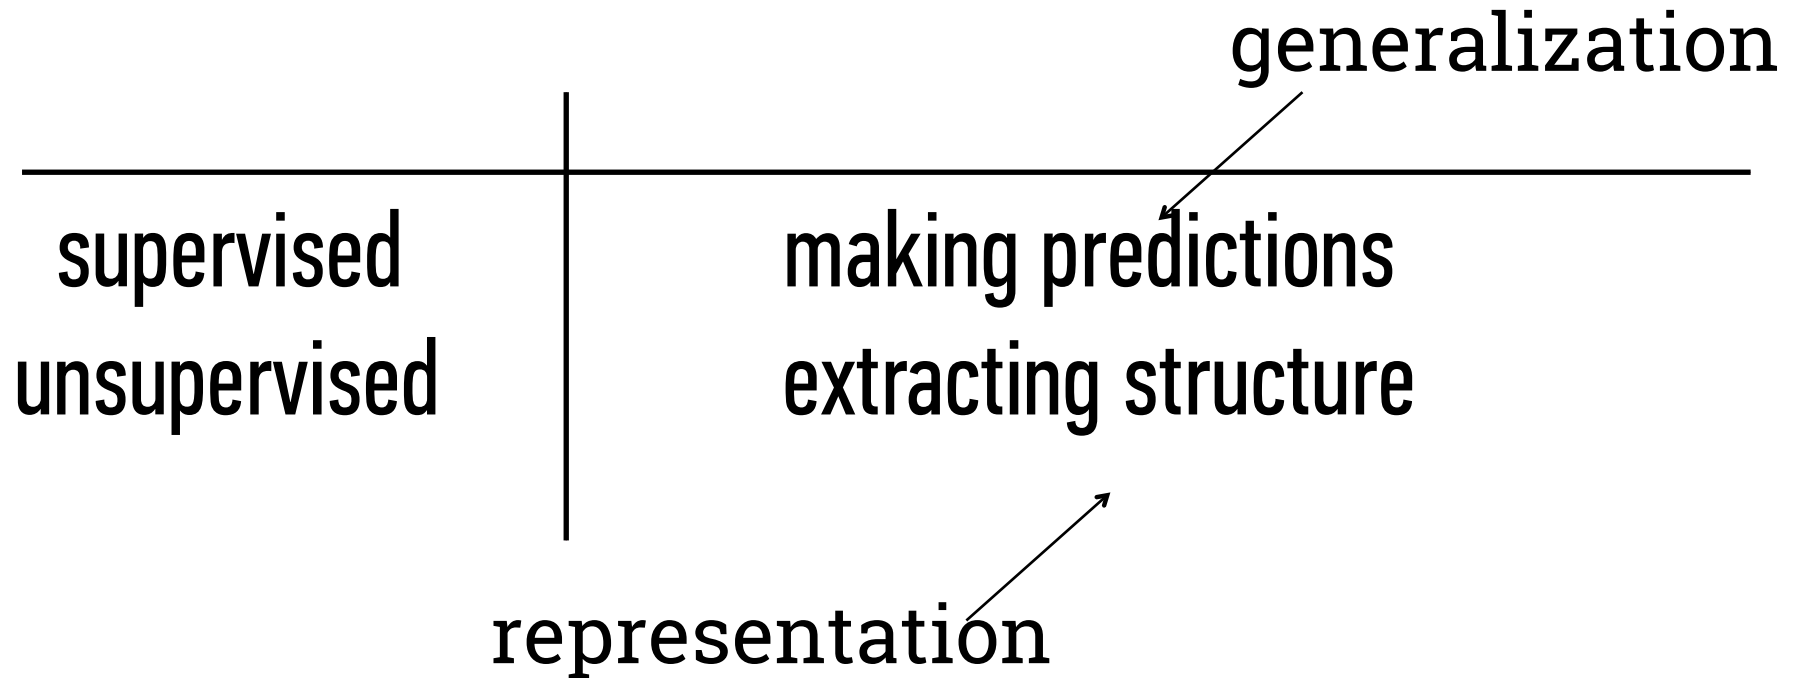 generalization
supervised making predictions
unsupervised extracting structure
representation